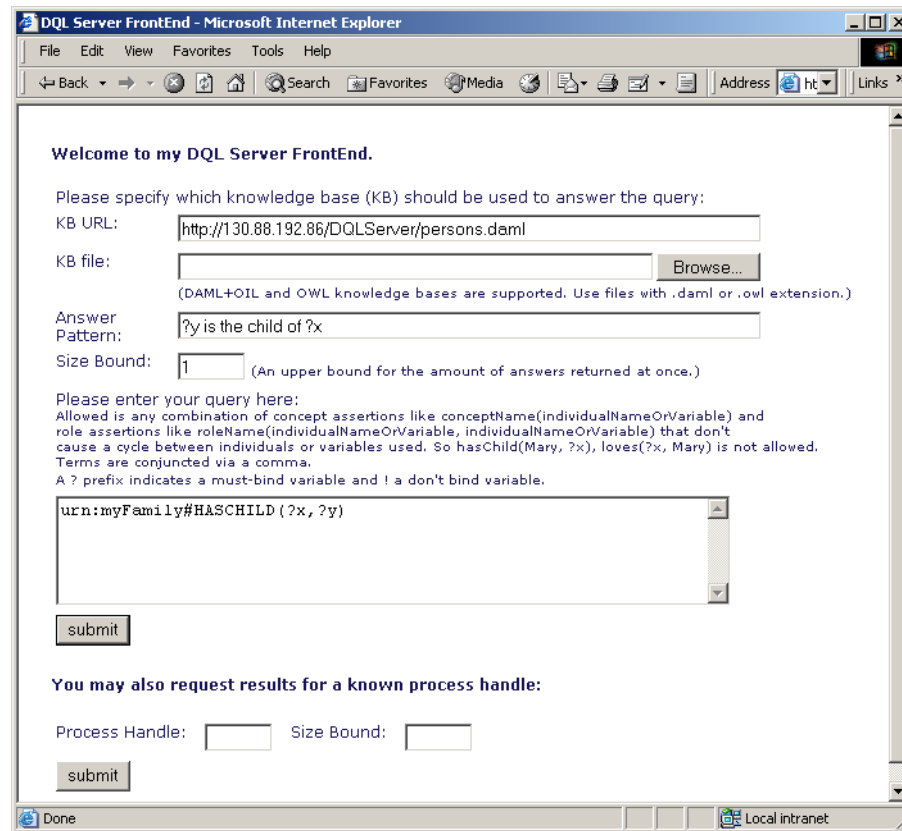 DQL Server FrontEnd - Microsoft Internet Explorer
File Edit View Favorites Tools Help
Back Search Favorites Media Address ht Links »
Welcome to my DQL Server FrontEnd.
Please specify which knowledge base (KB) should be used to answer the query:
KB URL: http://130.88.192.86/DQLServer/persons.daml
KB file: Browse...
(DAML+OIL and OWL knowledge bases are supported. Use files with .daml or .owl extension.)
Answer
Pattern: ?y is the child of ?x
Size Bound: 1 (An upper bound for the amount of answers returned at once.)
Please enter your query here:
Allowed is any combination of concept assertions like conceptName(individualNameOrVariable) and
role assertions like roleName(individualNameOrVariable, individualNameOrVariable) that don't
cause a cycle between individuals or variables used. So hasChild(Mary, ?x), loves(?x, Mary) is not allowed.
Terms are conjuncted via a comma.
A ? prefix indicates a must-bind variable and ! a don't bind variable.
urn:myFamily#HASCHILD(?x,?y)
submit
You may also request results for a known process handle:
Process Handle: Size Bound:
submit
Done Local intranet